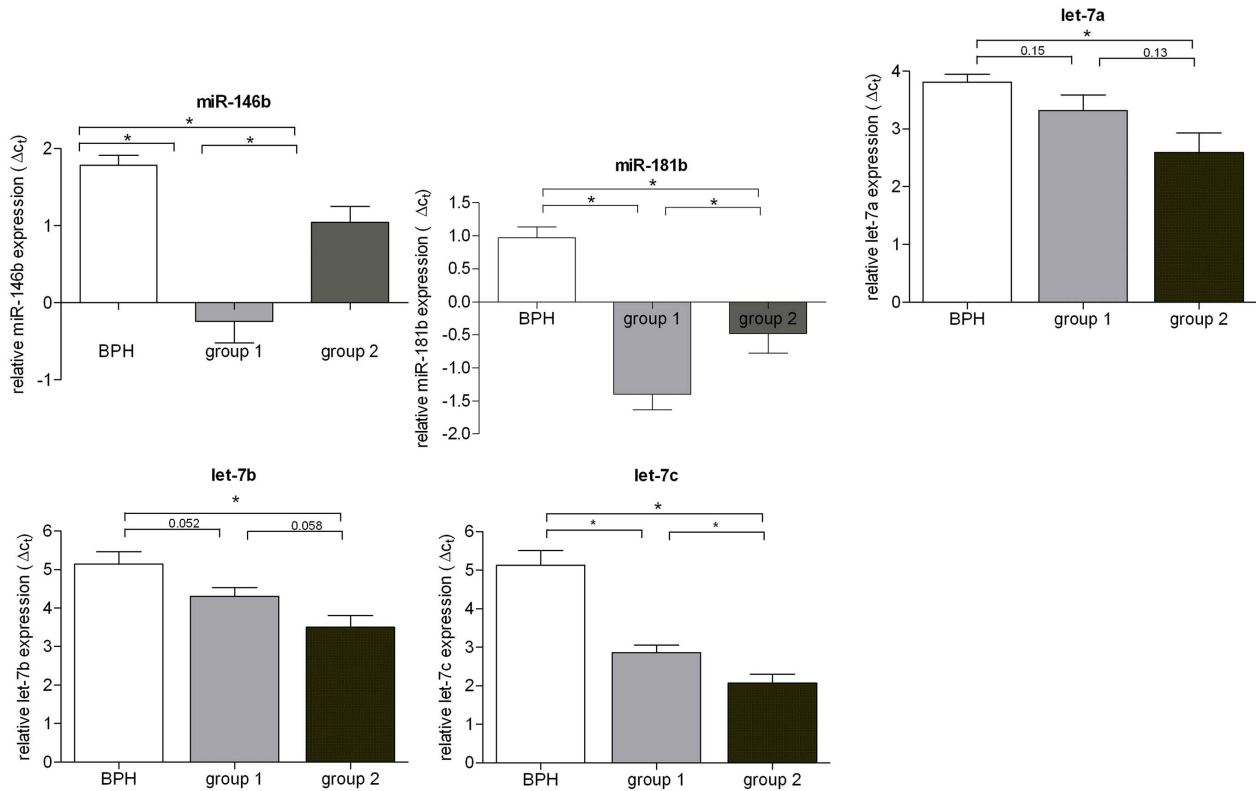 miR-146b
*
* *
relative miR-146b expression ( Δct)
2
1
0
-1
BPH group 1 group 2
miR-181b
*
* *
relative miR-181b expression ( Δct)
1.5
1.0
0.5
0.0
-0.5
-1.0
-1.5
-2.0
BPH group 1 group 2
let-7a
*
0.15 0.13
relative let-7a expression ( Δct)
4
3
2
1
0
BPH group 1 group 2
let-7b
*
0.052 0.058
relative let-7b expression ( Δct)
6
5
4
3
2
1
0
BPH group 1 group 2
let-7c
*
* *
relative let-7c expression ( Δct)
6
5
4
3
2
1
0
BPH group 1 group 2